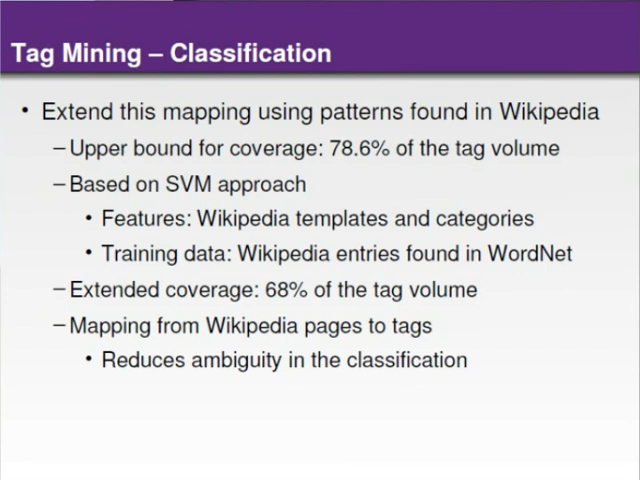 Tag Mining – Classification
• Extend this mapping using patterns found in Wikipedia
– Upper bound for coverage: 78.6% of the tag volume
– Based on SVM approach
• Features: Wikipedia templates and categories
• Training data: Wikipedia entries found in WordNet
– Extended coverage: 68% of the tag volume
– Mapping from Wikipedia pages to tags
• Reduces ambiguity in the classification